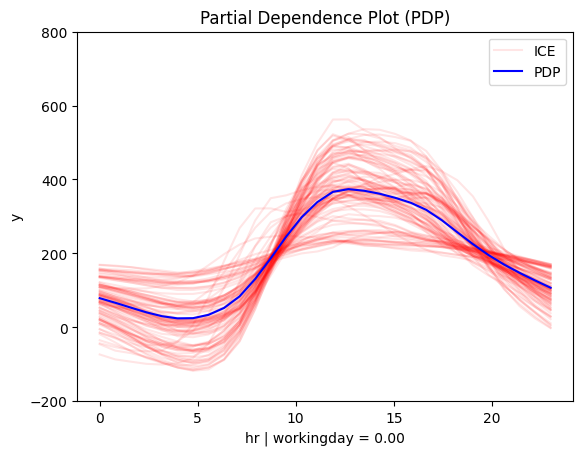 Partial Dependence Plot (PDP)
ICE
PDP
800
600
400
200
0
−200
y
0
5
10
15
20
hr | workingday = 0.00